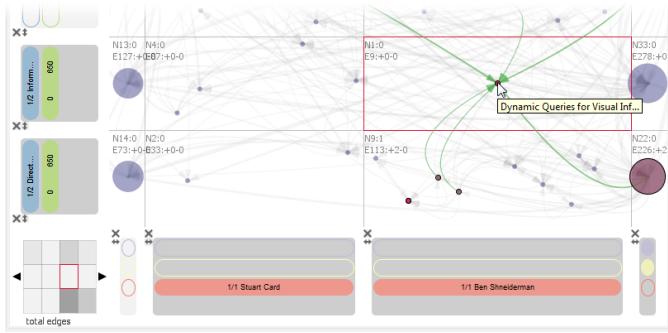 N13:0 N4:0 N1:0 N33:0
E127:+0-0 E07:+0-0 E9:+0-0 E278:+0
1/2 Inform...
0 650
Dynamic Queries for Visual Inf...
N14:0 N2:0 N9:1 N22:0
E73:+0-0 E33:+0-0 E113:+2-0 E226:+2
1/2 Direct...
0 650
1/1 Stuart Card 1/1 Ben Shneiderman
total edges